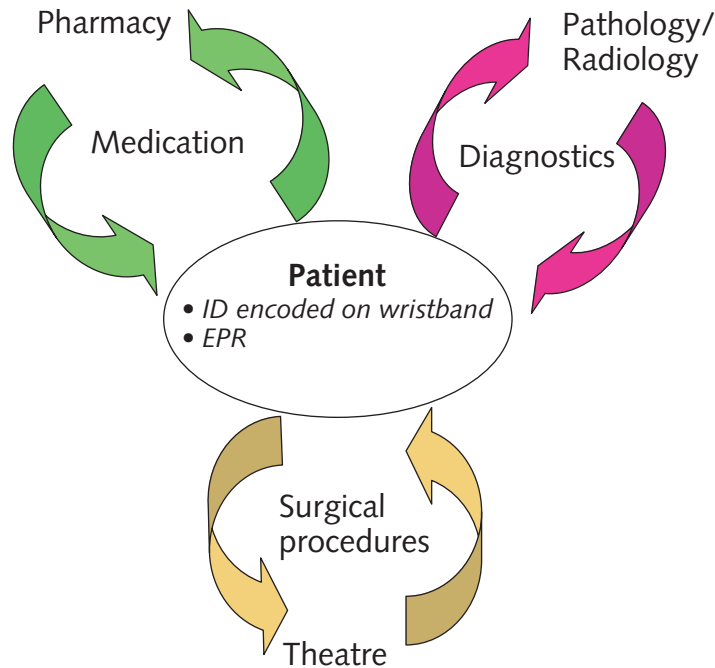 Pharmacy
Medication
Pathology/
Radiology
Diagnostics
Patient
• ID encoded on wristband
• EPR
Surgical
procedures
Theatre